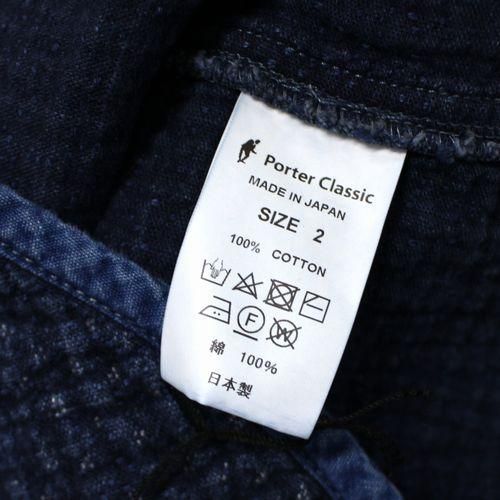 Porter Classic
MADE IN JAPAN
SIZE 2
100% COTTON
F
W
綿 100%
日本製